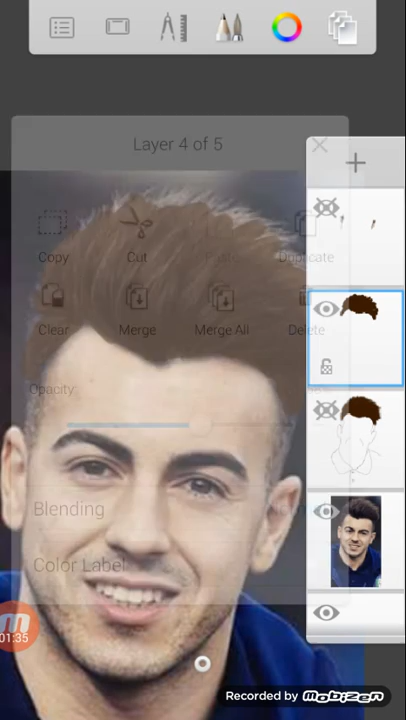 Layer 4 of 5
Copy
Cut
Paste
Duplicate
Clear
Merge
Merge All
Delete
Opacity:
Blending
Color Label
01:35
Recorded by mobizen